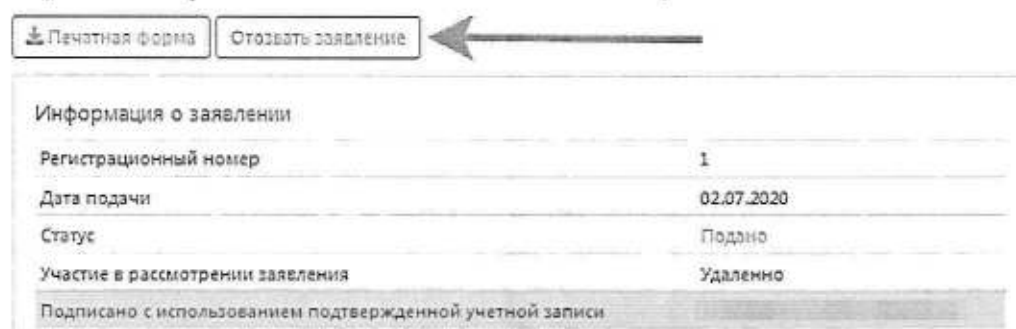 Печатная форма Отозвать заявление
Информация о заявлении
Регистрационный номер 1
Дата подачи 02.07.2020
Статус Подано
Участие в рассмотрении заявления Удаленно
Подписано с использованием подтвержденной учетной записи